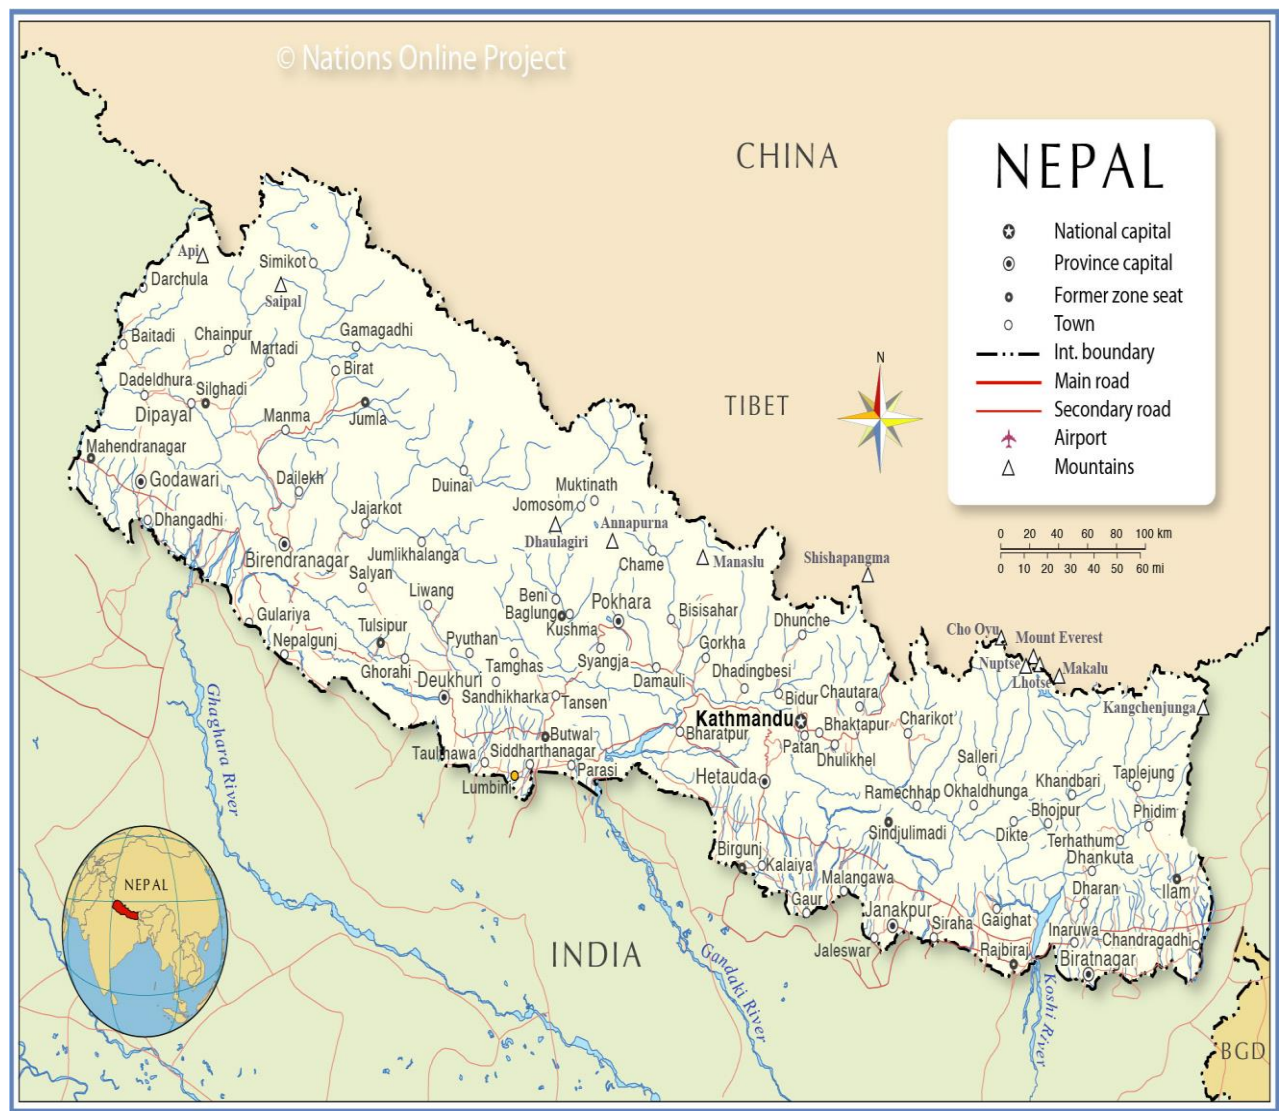 © Nations Online Project
CHINA
NEPAL
National capital
Province capital
Former zone seat
Town
Int. boundary
Main road
Secondary road
Airport
Mountains
N
TIBET
0 20 40 60 80 100 km
0 10 20 30 40 50 60 mi
Api
Darchula
Simikot
Saipal
Baitadi
Chainpur
Martadi
Gamagadhi
Birat
Dadeldhura
Silghadi
Dipayal
Manma
Jumla
Mahendranagar
Godawari
Dailekh
Duinai
Muktinath
Jomosom
Dhangadhi
Jajarkot
Annapurna
Dhaulagiri
Birendranagar
Jumlikhalanga
Chame
Manaslu
Shishapangma
Salyan
Liwang
Beni
Baglung
Pokhara
Bisisahar
Kushma
Dhunche
Gulariya
Tulsipur
Nepalgunj
Pyuthan
Gorkha
Cho Oyu
Mount Everest
Nuptse
Makalu
Lhotse
Ghorahi
Tamghas
Syangja
Dhadingbesi
Damauli
Deukhuri
Sandhikharka
Tansen
Bidur
Chautara
Kangchenjunga
Kathmandu
Bhaktapur
Charikot
Butwal
Bharatpur
Patan
Dhulikhel
Taulihawa
Siddharthanagar
Parasi
Salleri
Lumbini
Hetauda
Khandbari
Taplejung
Ramechhap
Okhaldhunga
Bhojpur
Phidim
Sindjulimadi
Dikte
Terhathum
Birgunj
Kalaiya
Dhankuta
Malangawa
Dharan
Ilam
Gaur
Janakpur
Siraha
Gaighat
Inaruwa
Chandragadhi
Jaleswar
Rajbiraj
Biratnagar
Ghaghara River
Gandaki River
Koshi River
INDIA
NEPAL
BGD